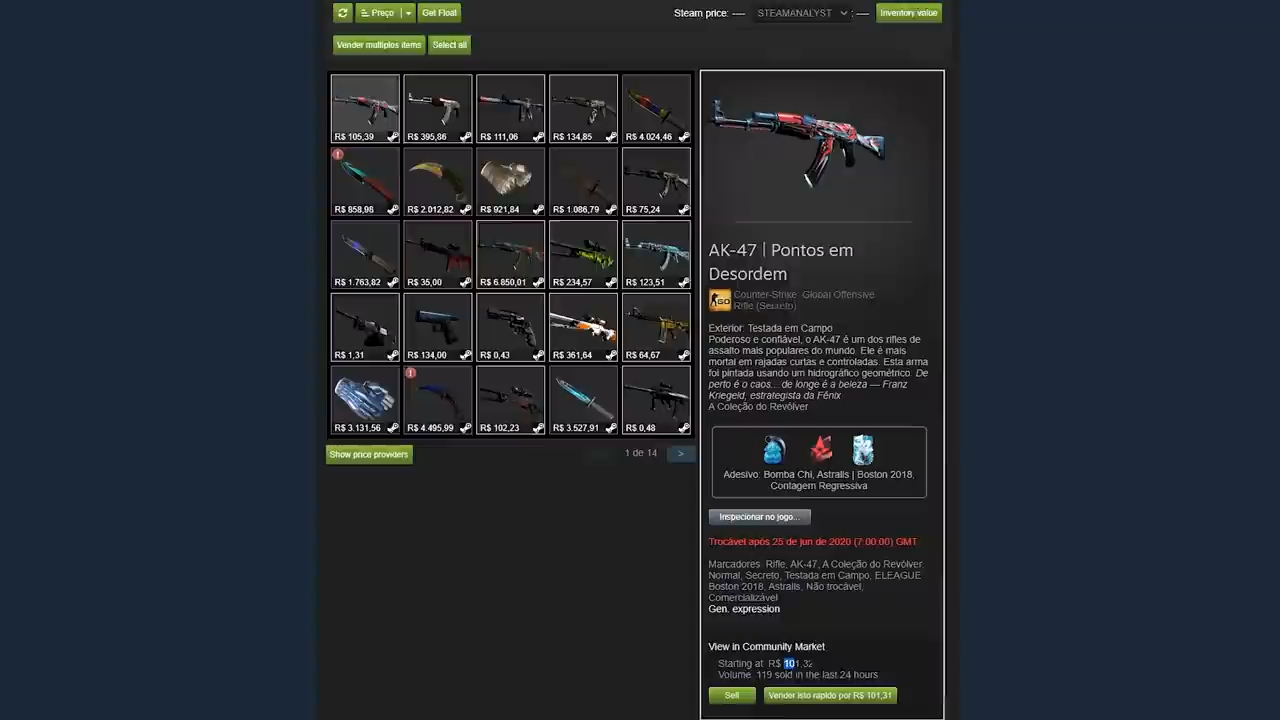 Preço
Get Float
Steam price: —
STEAMANALYST
: —
Inventory value
Vender multiplos items
Select all
R$ 105,39
R$ 395,86
R$ 111,06
R$ 134,85
R$ 4.024,46
R$ 858,98
R$ 2.012,82
R$ 921,84
R$ 1.086,79
R$ 75,24
R$ 1.763,82
R$ 35,00
R$ 6.850,01
R$ 234,57
R$ 123,51
R$ 1,31
R$ 134,00
R$ 0,43
R$ 361,64
R$ 64,67
R$ 3.131,56
R$ 4.495,99
R$ 102,23
R$ 3.527,91
R$ 0,48
Show price providers
1 de 14
>
AK-47 | Pontos em
Desordem
GO
Counter-Strike: Global Offensive
Rifle (Secreto)
Exterior: Testada em Campo
Poderoso e confiável, o AK-47 é um dos rifles de
assalto mais populares do mundo. Ele é mais
mortal em rajadas curtas e controladas. Esta arma
foi pintada usando um hidrográfico geométrico. De
perto é o caos... de longe é a beleza — Franz
Kriegeld, estrategista da Fênix
A Coleção do Revólver
Adesivo: Bomba Chi, Astralis | Boston 2018,
Contagem Regressiva
Inspecionar no jogo...
Trocável após 25 de jun de 2020 (7:00:00) GMT
Marcadores: Rifle, AK-47, A Coleção do Revólver,
Normal, Secreto, Testada em Campo, ELEAGUE
Boston 2018, Astralis, Não trocável,
Comercializável
Gen. expression
View in Community Market
Starting at: R$ 101,32
Volume: 119 sold in the last 24 hours
Sell
Vender isto rápido por R$ 101,31